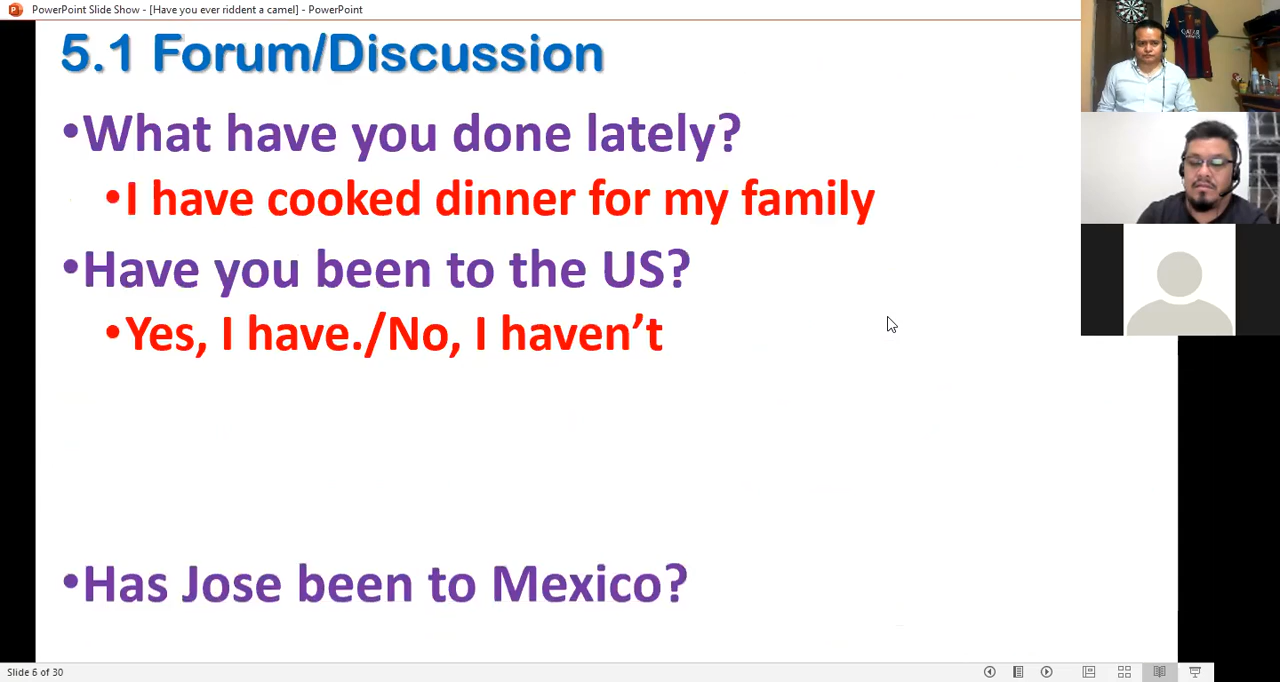 PowerPoint Slide Show - [Have you ever riddent a camel] - PowerPoint
5.1 Forum/Discussion
•What have you done lately?
•I have cooked dinner for my family
•Have you been to the US?
•Yes, I have./No, I haven’t
•Has Jose been to Mexico?
QATAR
Slide 6 of 30